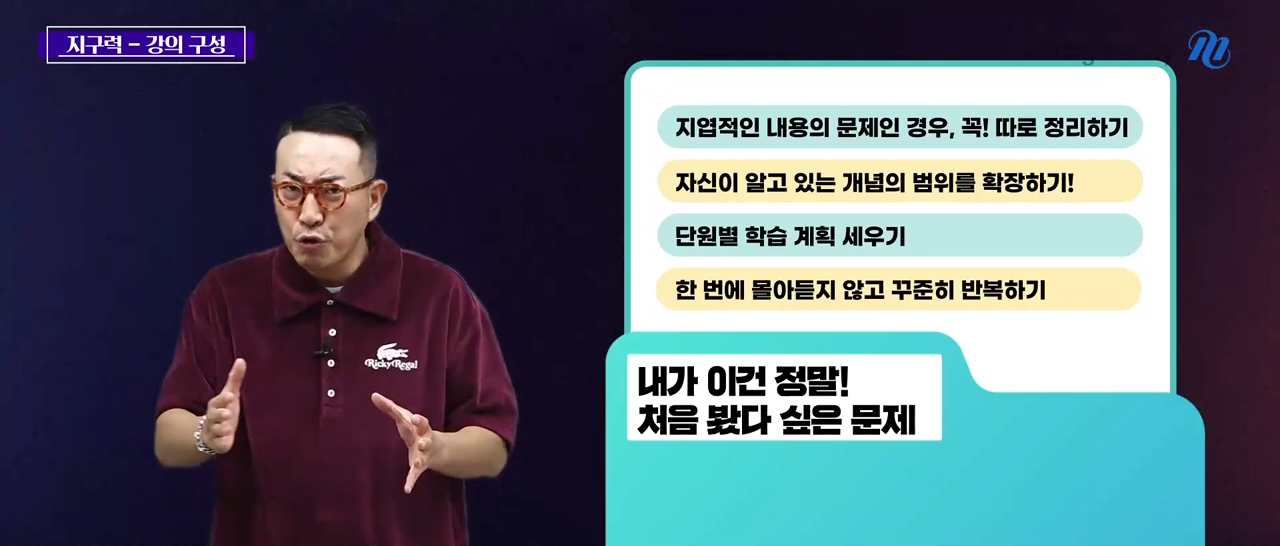 지구력 - 강의 구성
지엽적인 내용의 문제인 경우, 꼭! 따로 정리하기
자신이 알고 있는 개념의 범위를 확장하기!
단원별 학습 계획 세우기
한 번에 몰아듣지 않고 꾸준히 반복하기
내가 이건 정말!
처음 봤다 싶은 문제
Ricky Regal